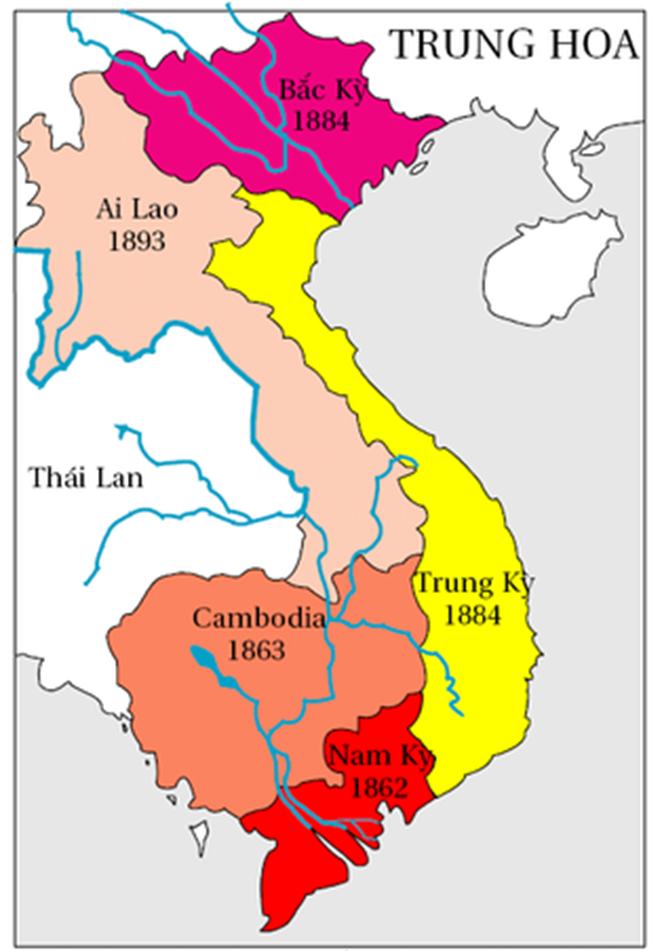 TRUNG HOA
Bắc Kỳ
1884
Ai Lao
1893
Thái Lan
Trung Kỳ
1884
Cambodia
1863
Nam Kỳ
1862